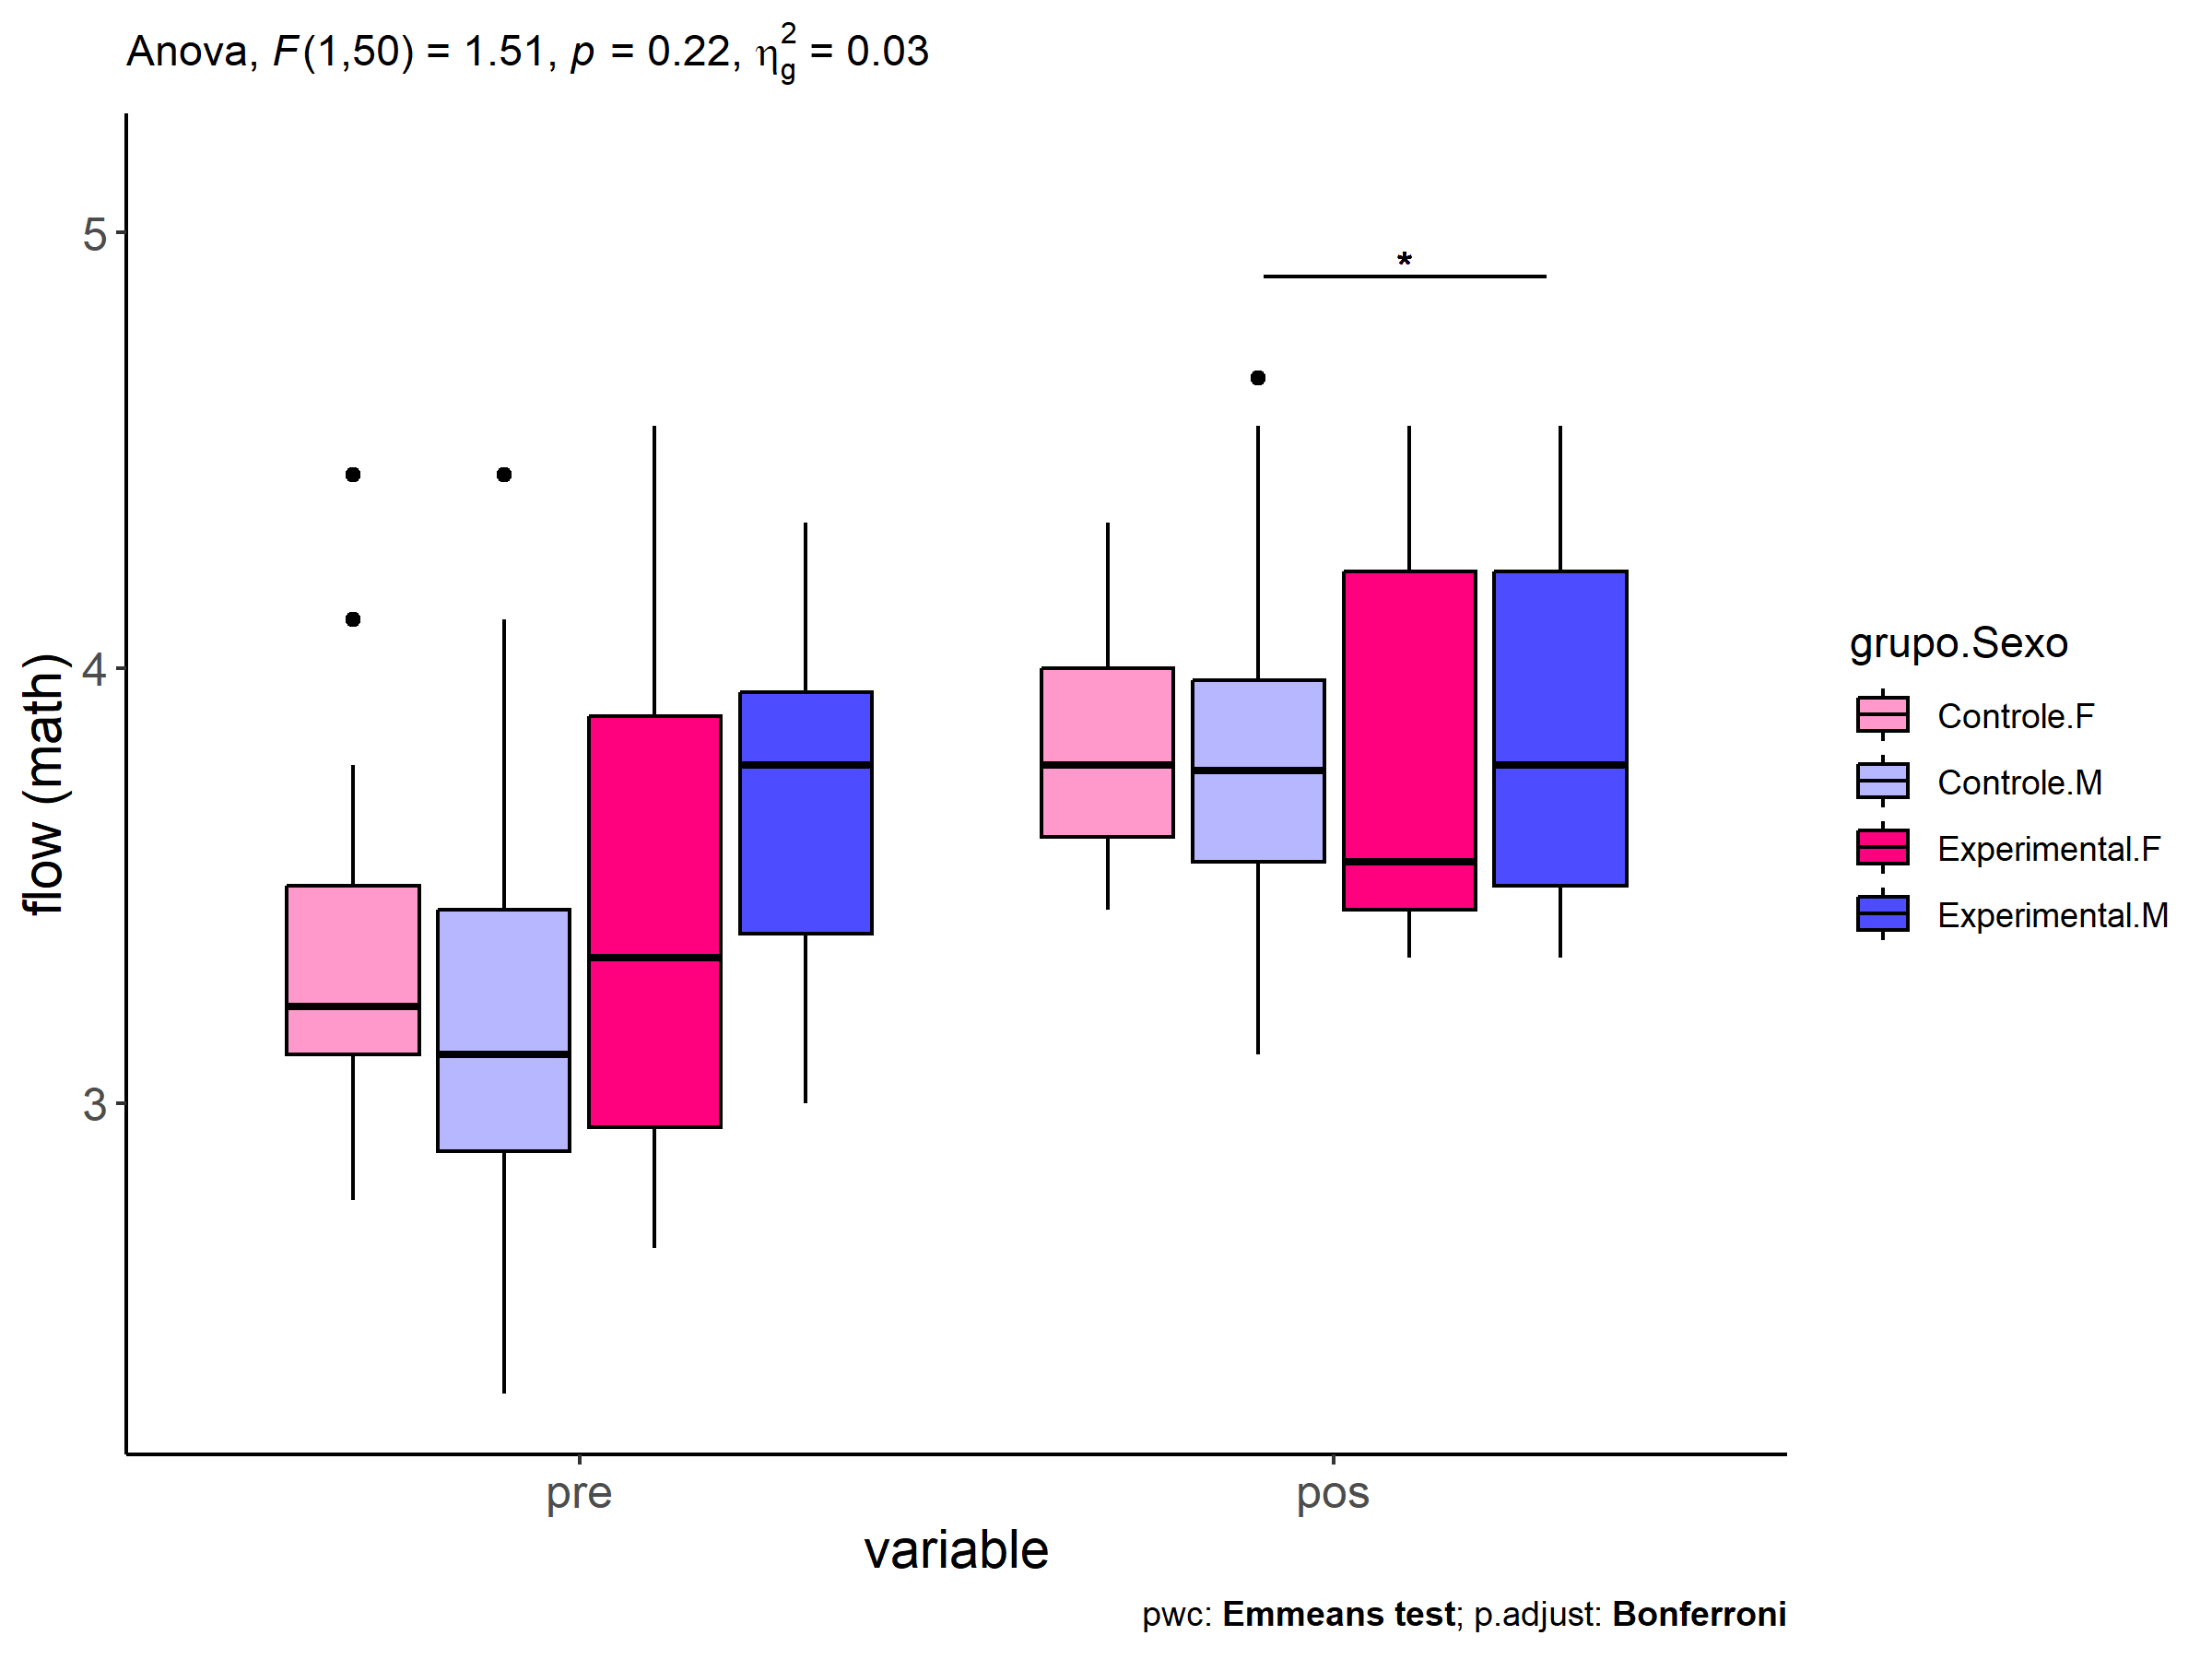 Anova, F(1,50) = 1.51, p = 0.22, η²g = 0.03
5
4
3
flow (math)
*
pre
pos
variable
grupo.Sexo
Controle.F
Controle.M
Experimental.F
Experimental.M
pwc: Emmeans test; p.adjust: Bonferroni